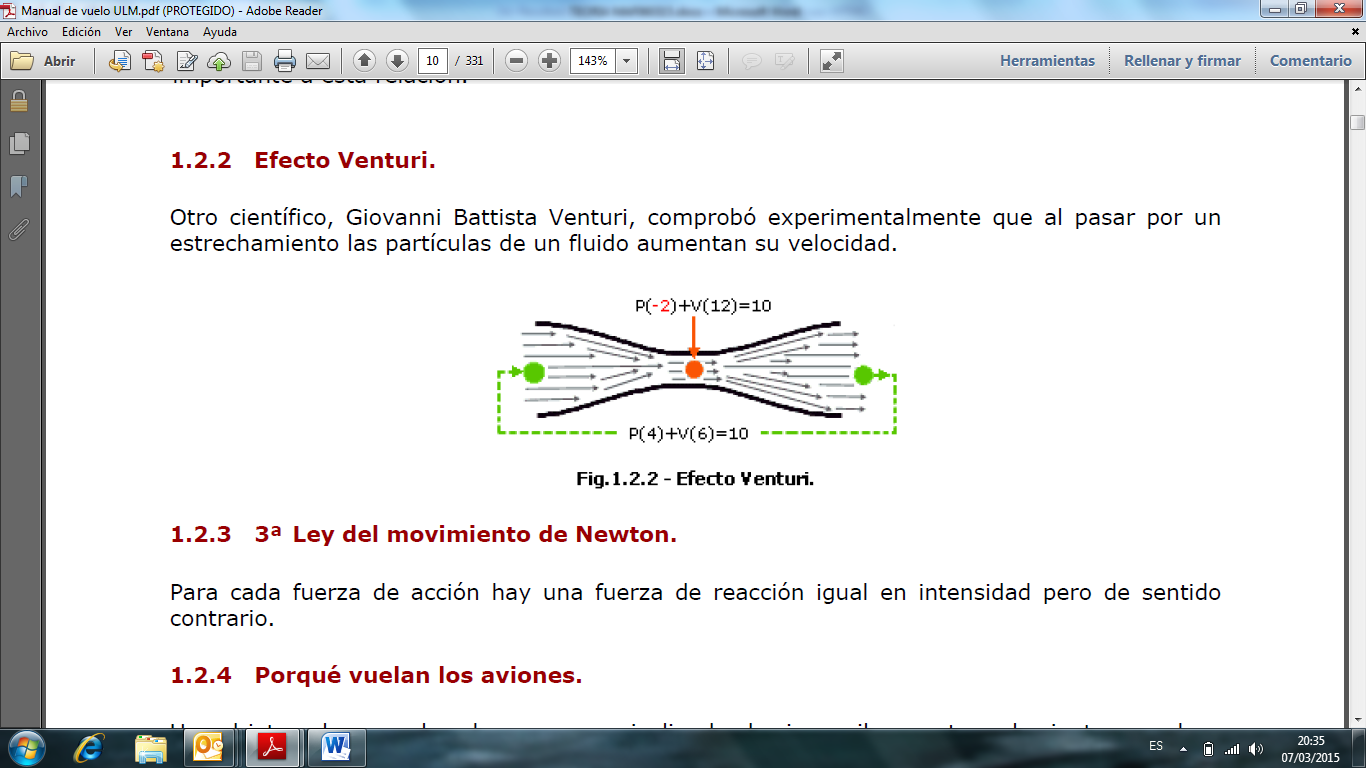 Manual de vuelo ULM.pdf (PROTEGIDO) - Adobe Reader
Archivo Edición Ver Ventana Ayuda
Abrir 10 / 331 143% Herramientas Rellenar y firmar Comentario
importante a esta relación.
1.2.2 Efecto Venturi.
Otro científico, Giovanni Battista Venturi, comprobó experimentalmente que al pasar por un
estrechamiento las partículas de un fluido aumentan su velocidad.
P(-2)+V(12)=10
P(4)+V(6)=10
Fig.1.2.2 - Efecto Venturi.
1.2.3 3ª Ley del movimiento de Newton.
Para cada fuerza de acción hay una fuerza de reacción igual en intensidad pero de sentido
contrario.
1.2.4 Porqué vuelan los aviones.
ES
20:35
07/03/2015